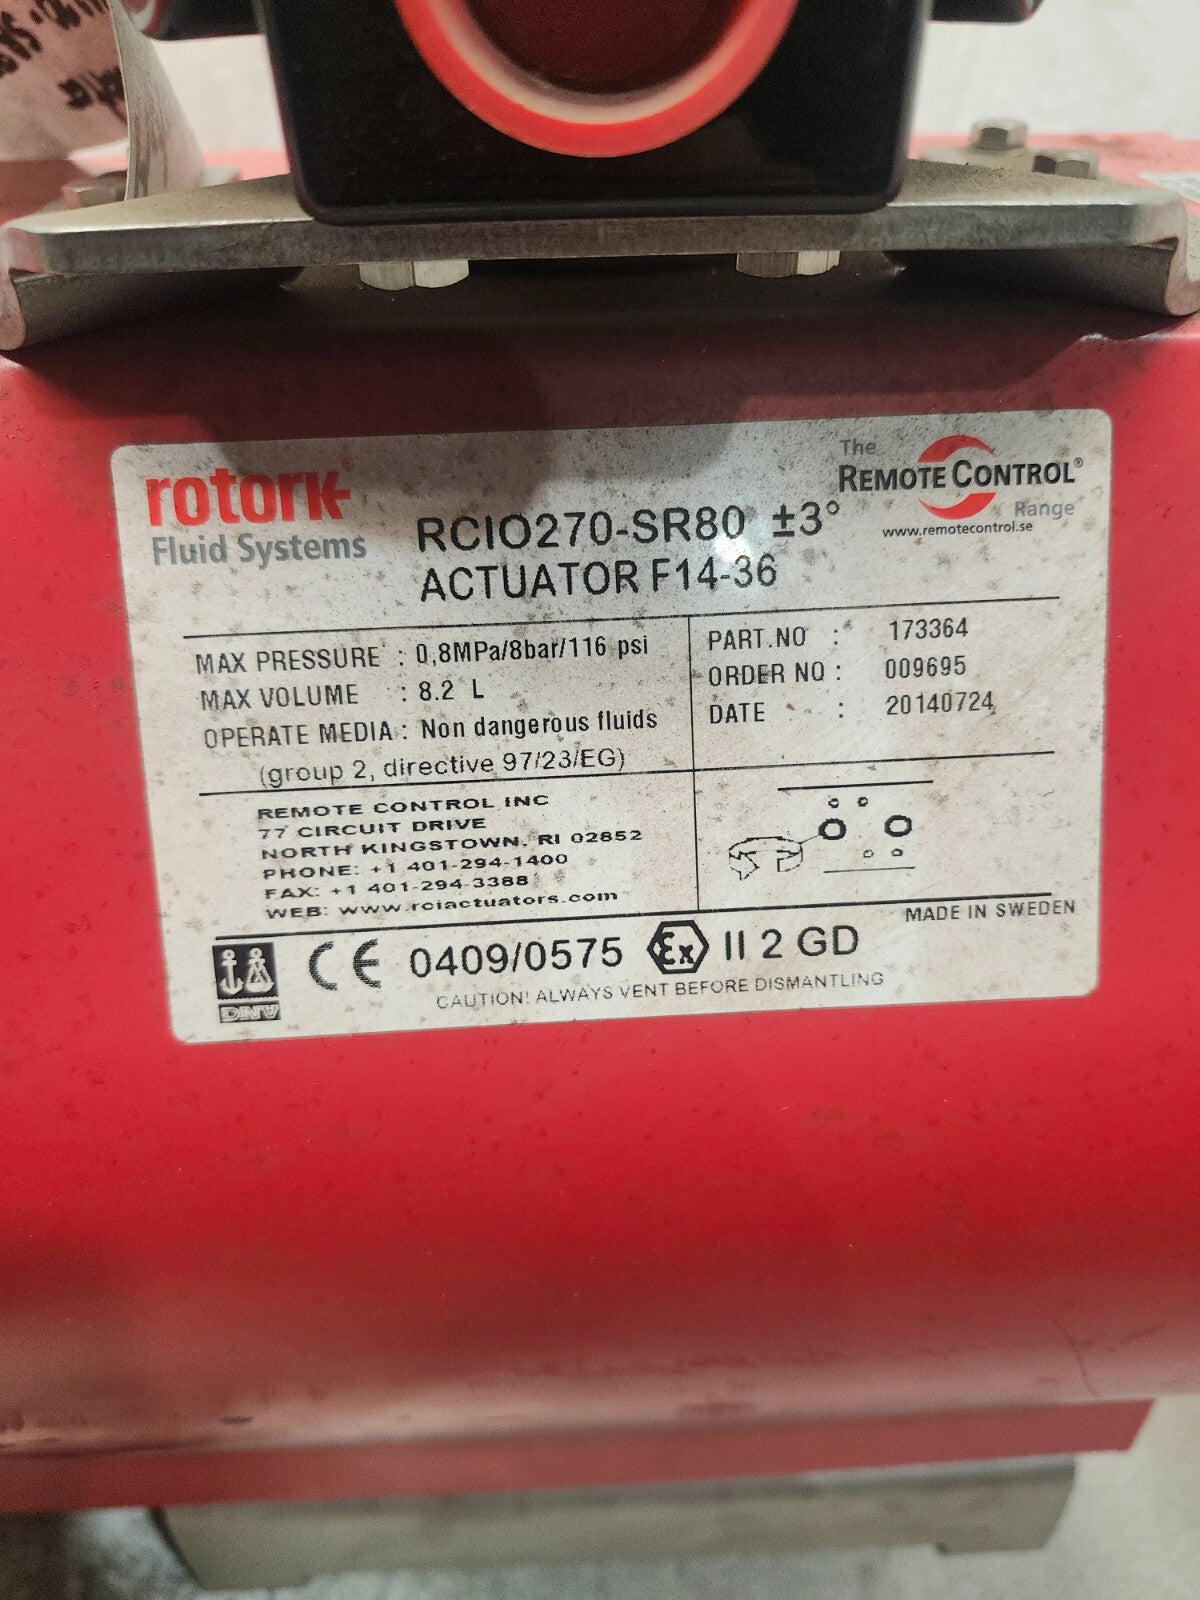 rotork®
Fluid Systems
The
REMOTE CONTROL®
Range
www.remotecontrol.se
RCIO270-SR80 ±3°
ACTUATOR F14-36
MAX PRESSURE : 0,8MPa/8bar/116 psi
MAX VOLUME : 8.2 L
OPERATE MEDIA : Non dangerous fluids
(group 2, directive 97/23/EG)
PART.NO : 173364
ORDER NO : 009695
DATE : 20140724
REMOTE CONTROL INC
77 CIRCUIT DRIVE
NORTH KINGSTOWN, RI 02852
PHONE: +1 401-294-1400
FAX: +1 401-294-3388
WEB: www.rciactuators.com
MADE IN SWEDEN
DNV
CE 0409/0575 Ex II 2 GD
CAUTION! ALWAYS VENT BEFORE DISMANTLING